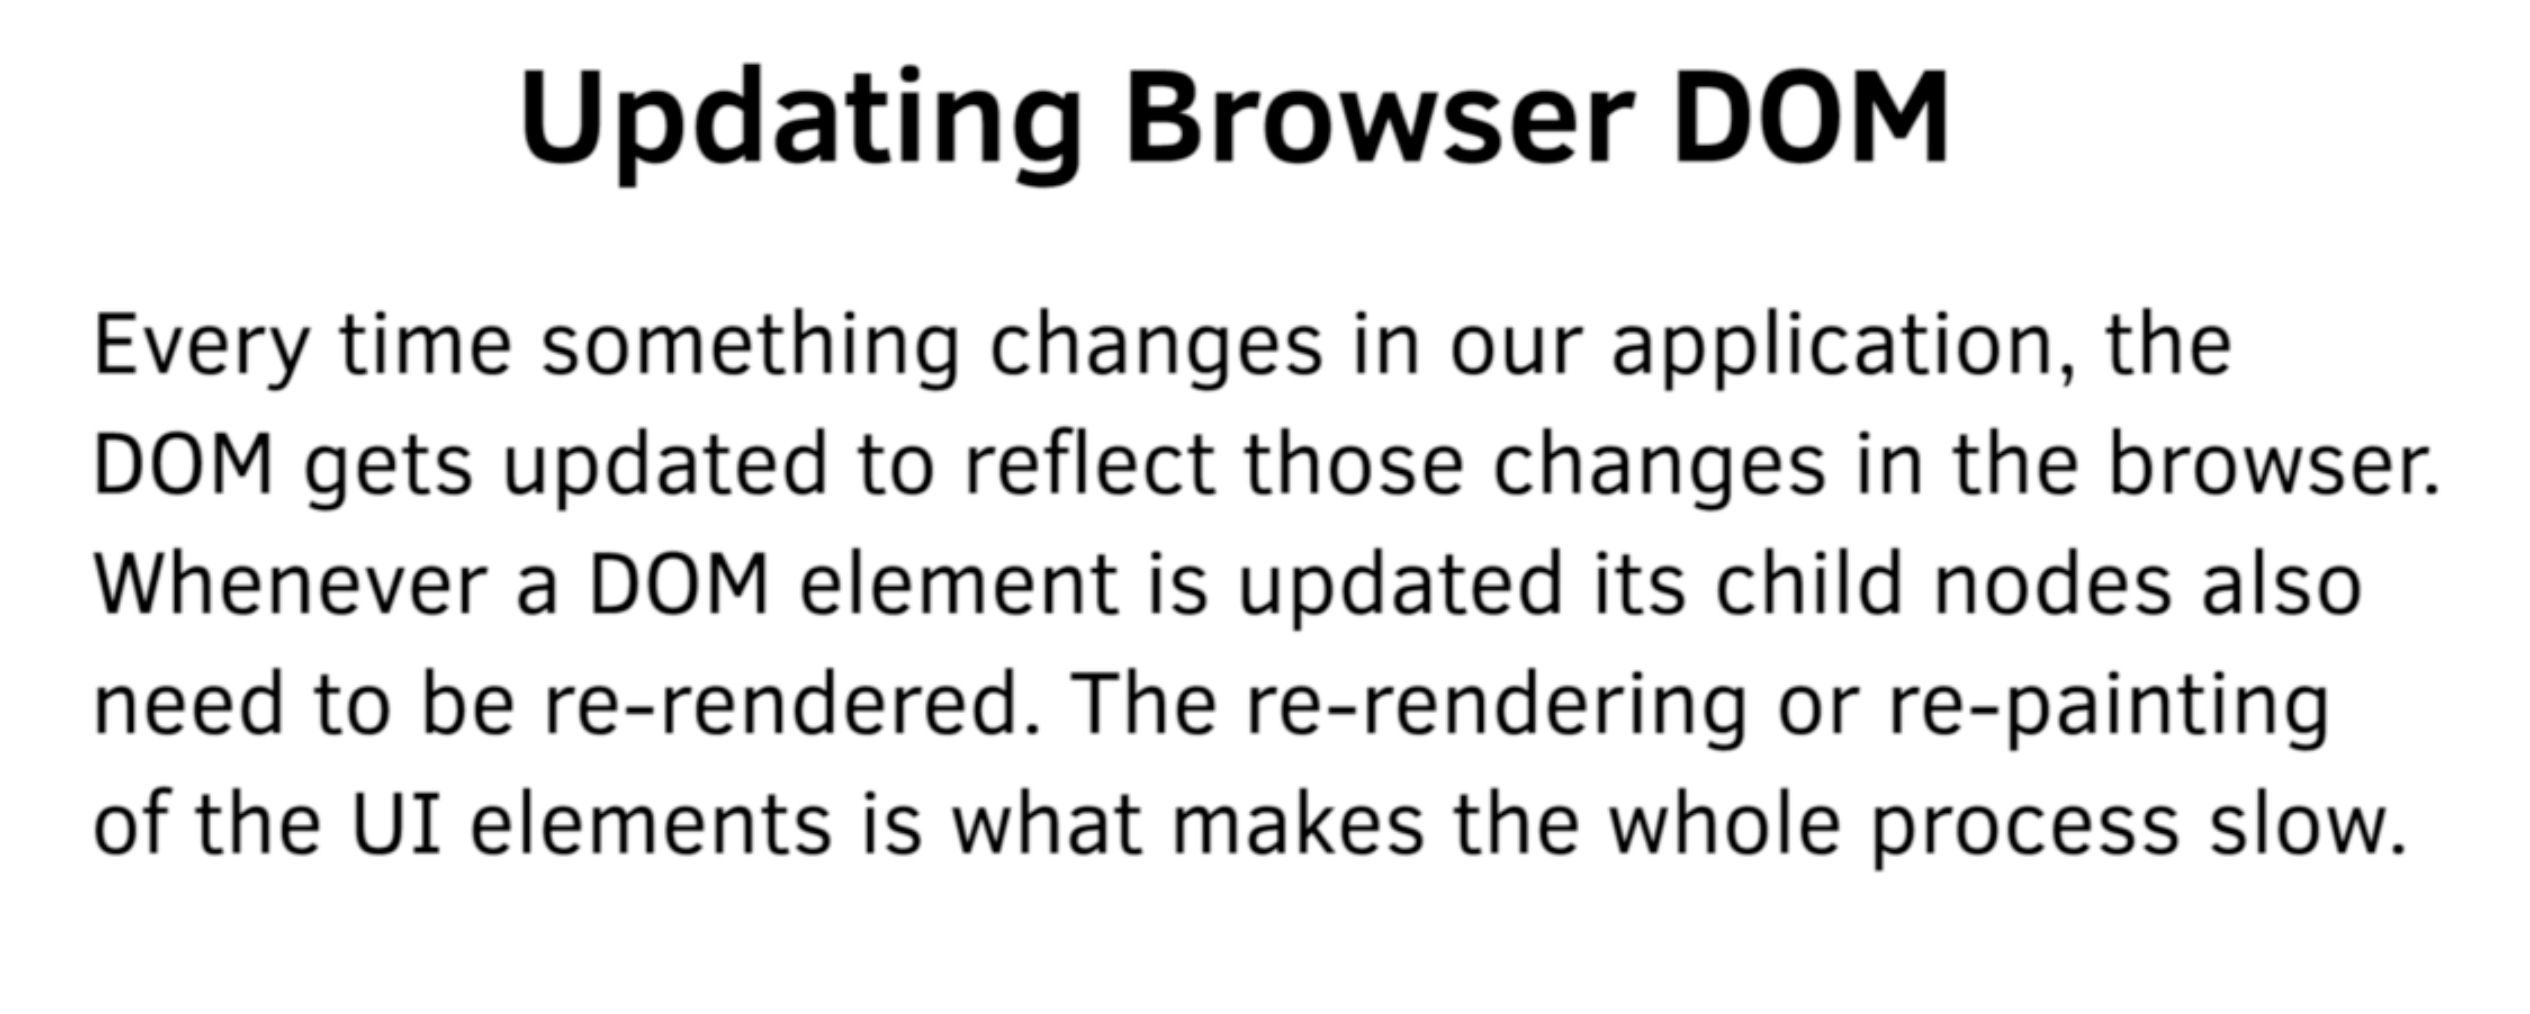 Updating Browser DOM
Every time something changes in our application, the
DOM gets updated to reflect those changes in the browser.
Whenever a DOM element is updated its child nodes also
need to be re-rendered. The re-rendering or re-painting
of the UI elements is what makes the whole process slow.